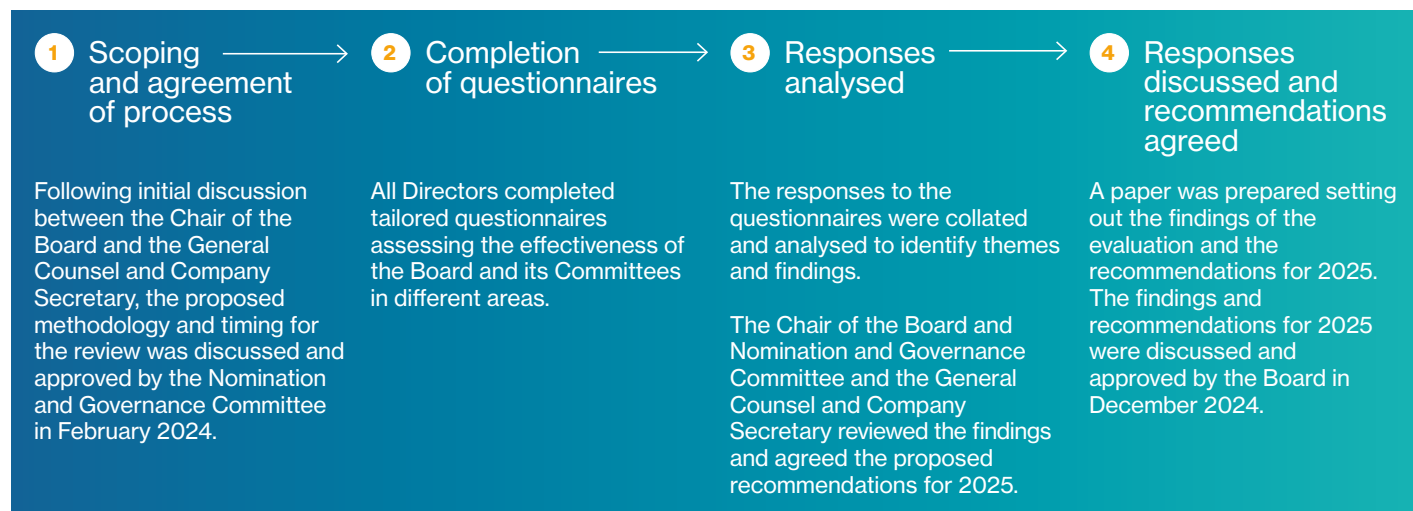 1 Scoping
and agreement
of process
Following initial discussion
between the Chair of the
Board and the General
Counsel and Company
Secretary, the proposed
methodology and timing for
the review was discussed and
approved by the Nomination
and Governance Committee
in February 2024.
2 Completion
of questionnaires
All Directors completed
tailored questionnaires
assessing the effectiveness of
the Board and its Committees
in different areas.
3 Responses
analysed
The responses to the
questionnaires were collated
and analysed to identify themes
and findings.
The Chair of the Board and
Nomination and Governance
Committee and the General
Counsel and Company
Secretary reviewed the findings
and agreed the proposed
recommendations for 2025.
4 Responses
discussed and
recommendations
agreed
A paper was prepared setting
out the findings of the
evaluation and the
recommendations for 2025.
The findings and
recommendations for 2025
were discussed and
approved by the Board in
December 2024.